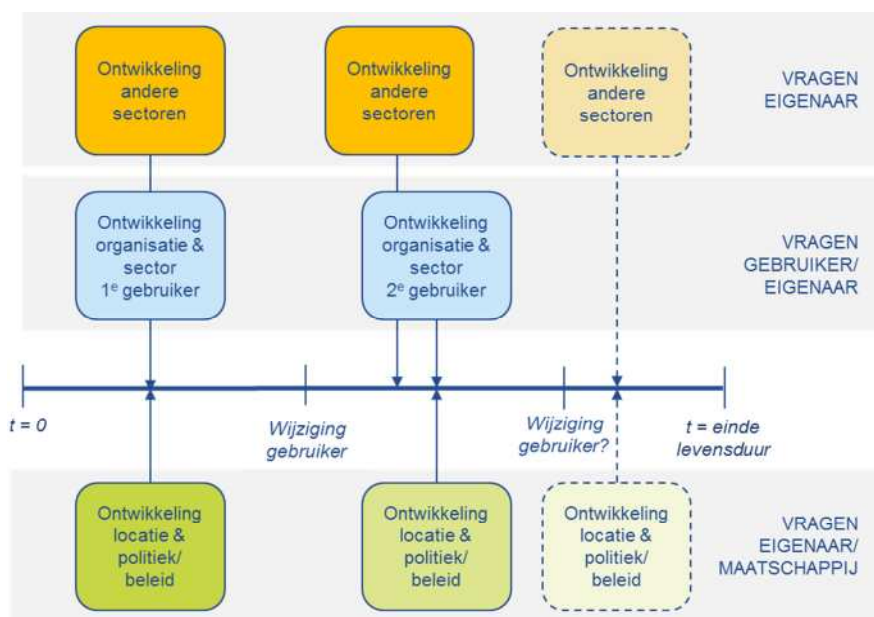 Ontwikkeling
andere
sectoren
Ontwikkeling
andere
sectoren
Ontwikkeling
andere
sectoren
VRAGEN
EIGENAAR
Ontwikkeling
organisatie &
sector
1e gebruiker
Ontwikkeling
organisatie &
sector
2e gebruiker
VRAGEN
GEBRUIKER/
EIGENAAR
t = 0
Wijziging
gebruiker
Wijziging
gebruiker?
t = einde
levensduur
Ontwikkeling
locatie &
politiek/
beleid
Ontwikkeling
locatie &
politiek/
beleid
Ontwikkeling
locatie &
politiek/
beleid
VRAGEN
EIGENAAR/
MAATSCHAPPIJ